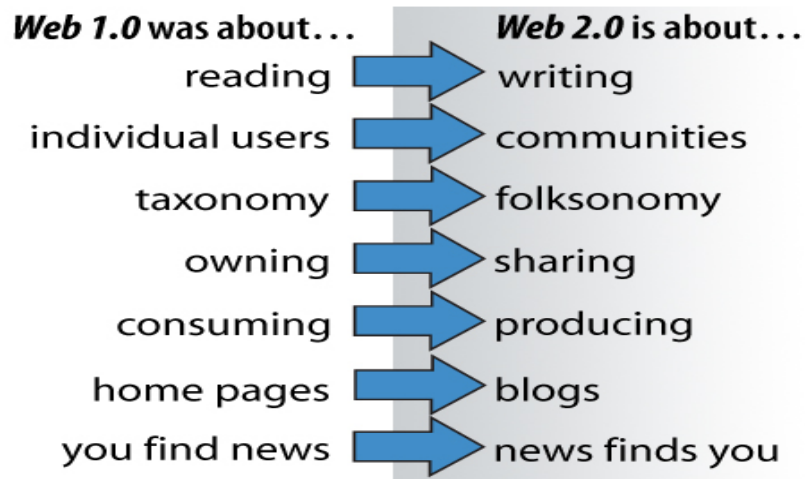 Web 1.0 was about... Web 2.0 is about...
reading writing
individual users communities
taxonomy folksonomy
owning sharing
consuming producing
home pages blogs
you find news news finds you